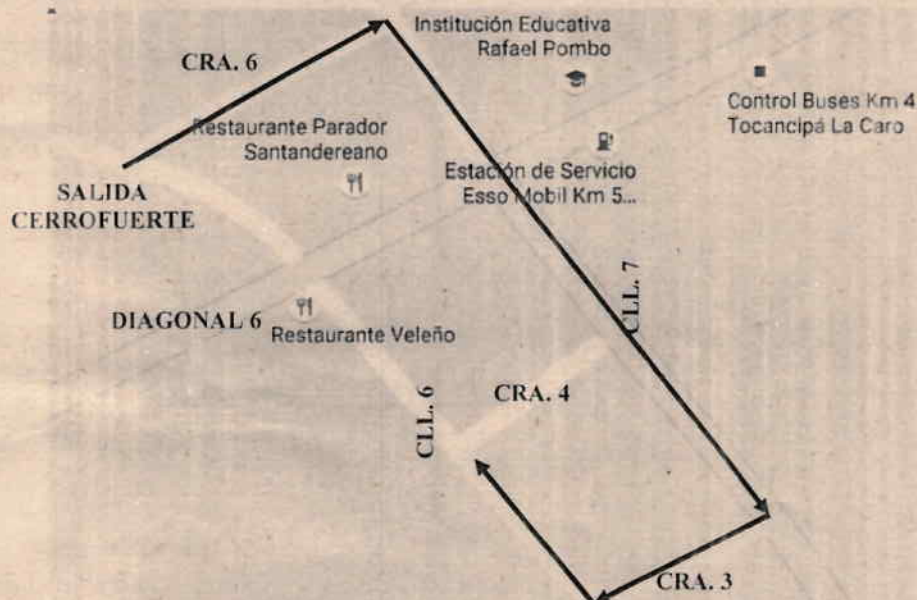 Institución Educativa
Rafael Pombo
CRA. 6
Control Buses Km 4
Tocancipá La Caro
Restaurante Parador
Santandereano
Estación de Servicio
Esso Mobil Km 5...
SALIDA
CERROFUERTE
CLL. 7
DIAGONAL 6
Restaurante Veleño
CLL. 6
CRA. 4
CRA. 3